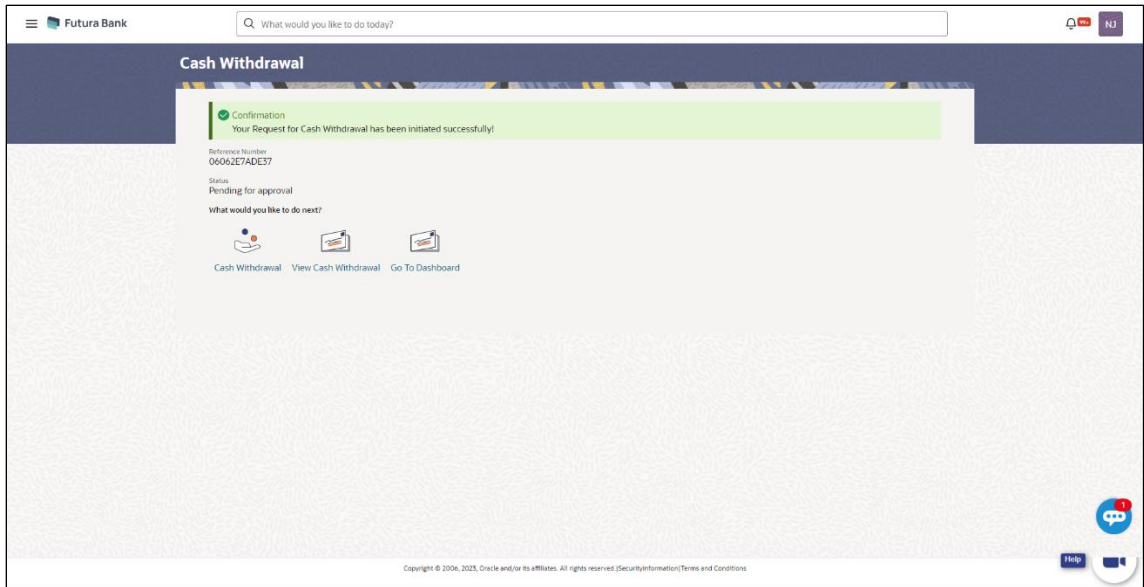 Futura Bank
What would you like to do today?
99+
NJ
Cash Withdrawal
Confirmation
Your Request for Cash Withdrawal has been initiated successfully!
Reference Number
06062E7ADE37
Status
Pending for approval
What would you like to do next?
Cash Withdrawal View Cash Withdrawal Go To Dashboard
1
Help
Copyright © 2006, 2023, Oracle and/or its affiliates. All rights reserved.|SecurityInformation|Terms and Conditions